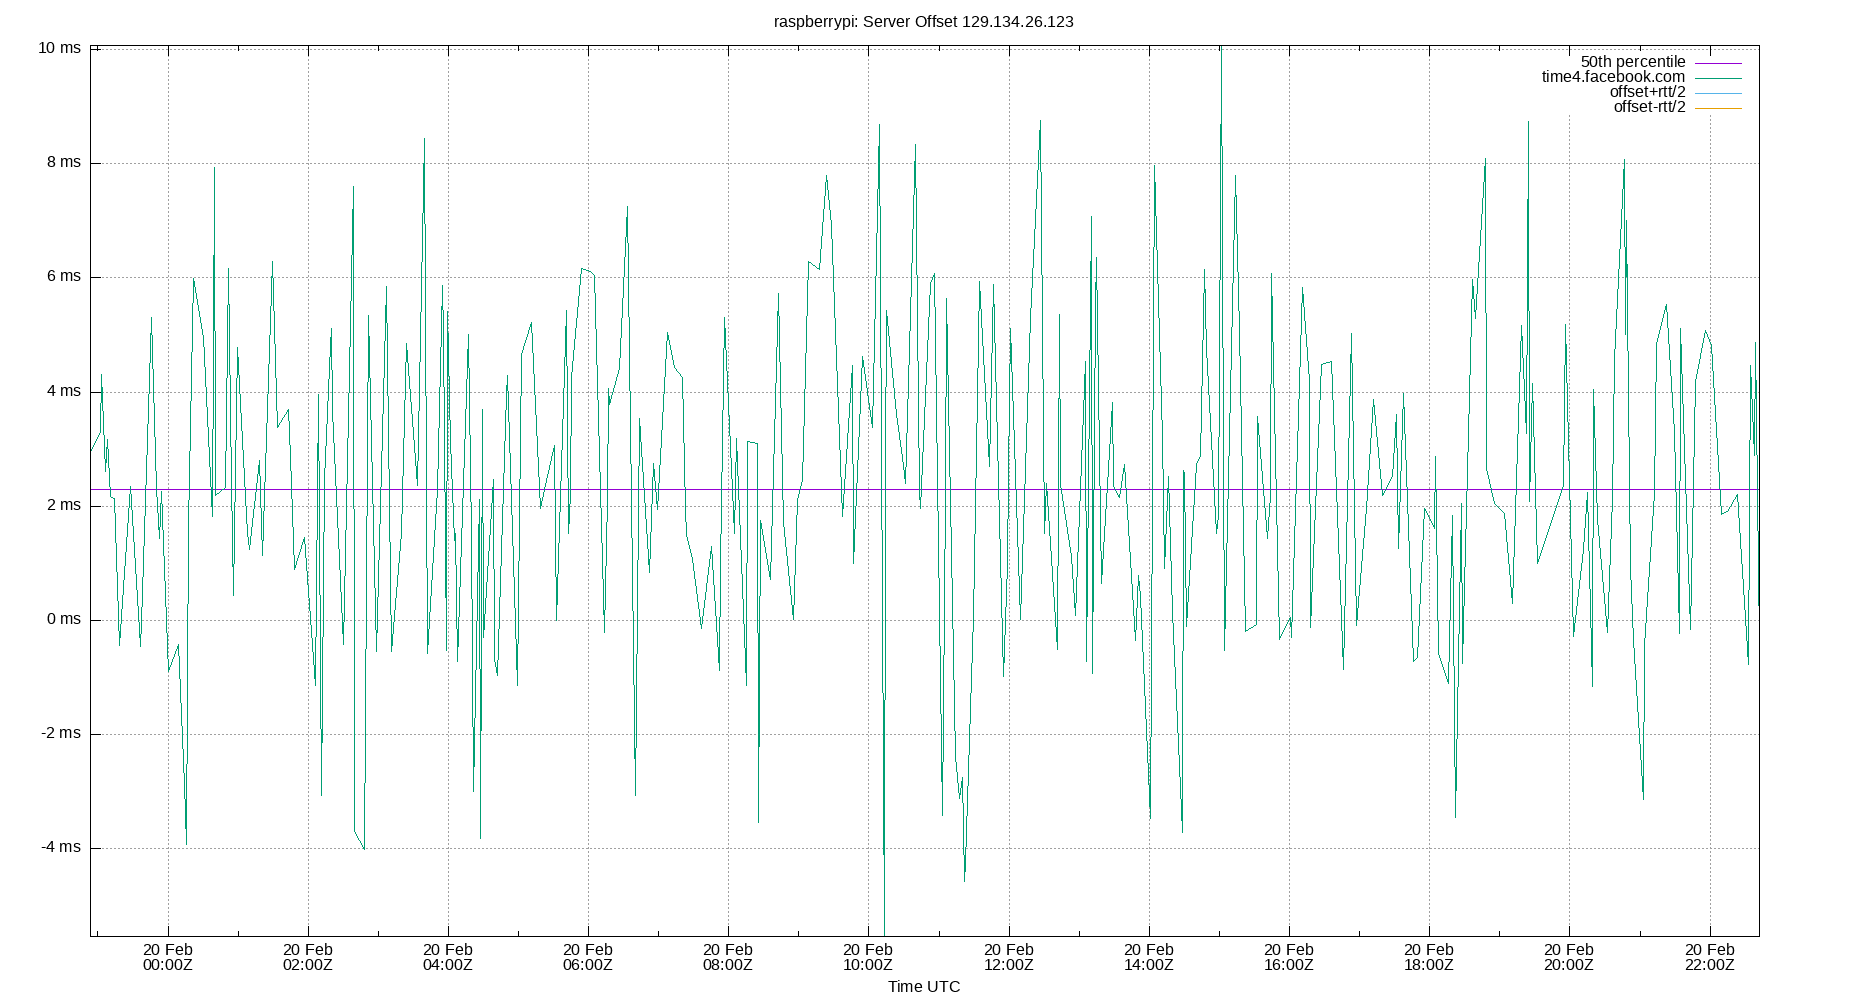 raspberrypi: Server Offset 129.134.26.123
10 ms
8 ms
6 ms
4 ms
2 ms
0 ms
-2 ms
-4 ms
50th percentile
time4.facebook.com
offset+rtt/2
offset-rtt/2
20 Feb 20 Feb 20 Feb 20 Feb 20 Feb 20 Feb 20 Feb 20 Feb 20 Feb 20 Feb 20 Feb 20 Feb
00:00Z 02:00Z 04:00Z 06:00Z 08:00Z 10:00Z 12:00Z 14:00Z 16:00Z 18:00Z 20:00Z 22:00Z
Time UTC